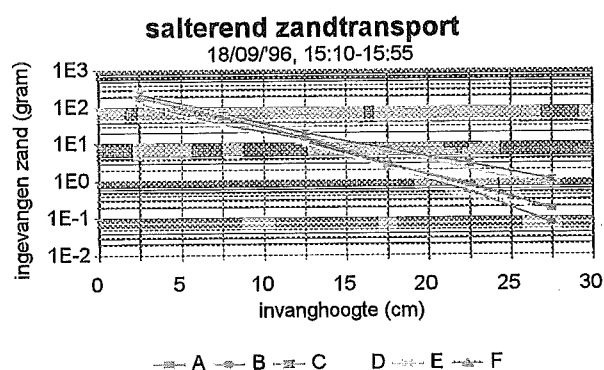 salterend zandtransport
18/09/'96, 15:10-15:55
ingevangen zand (gram)
1E3
1E2
1E1
1E0
1E-1
1E-2
0 5 10 15 20 25 30
invanghoogte (cm)
A B C D E F